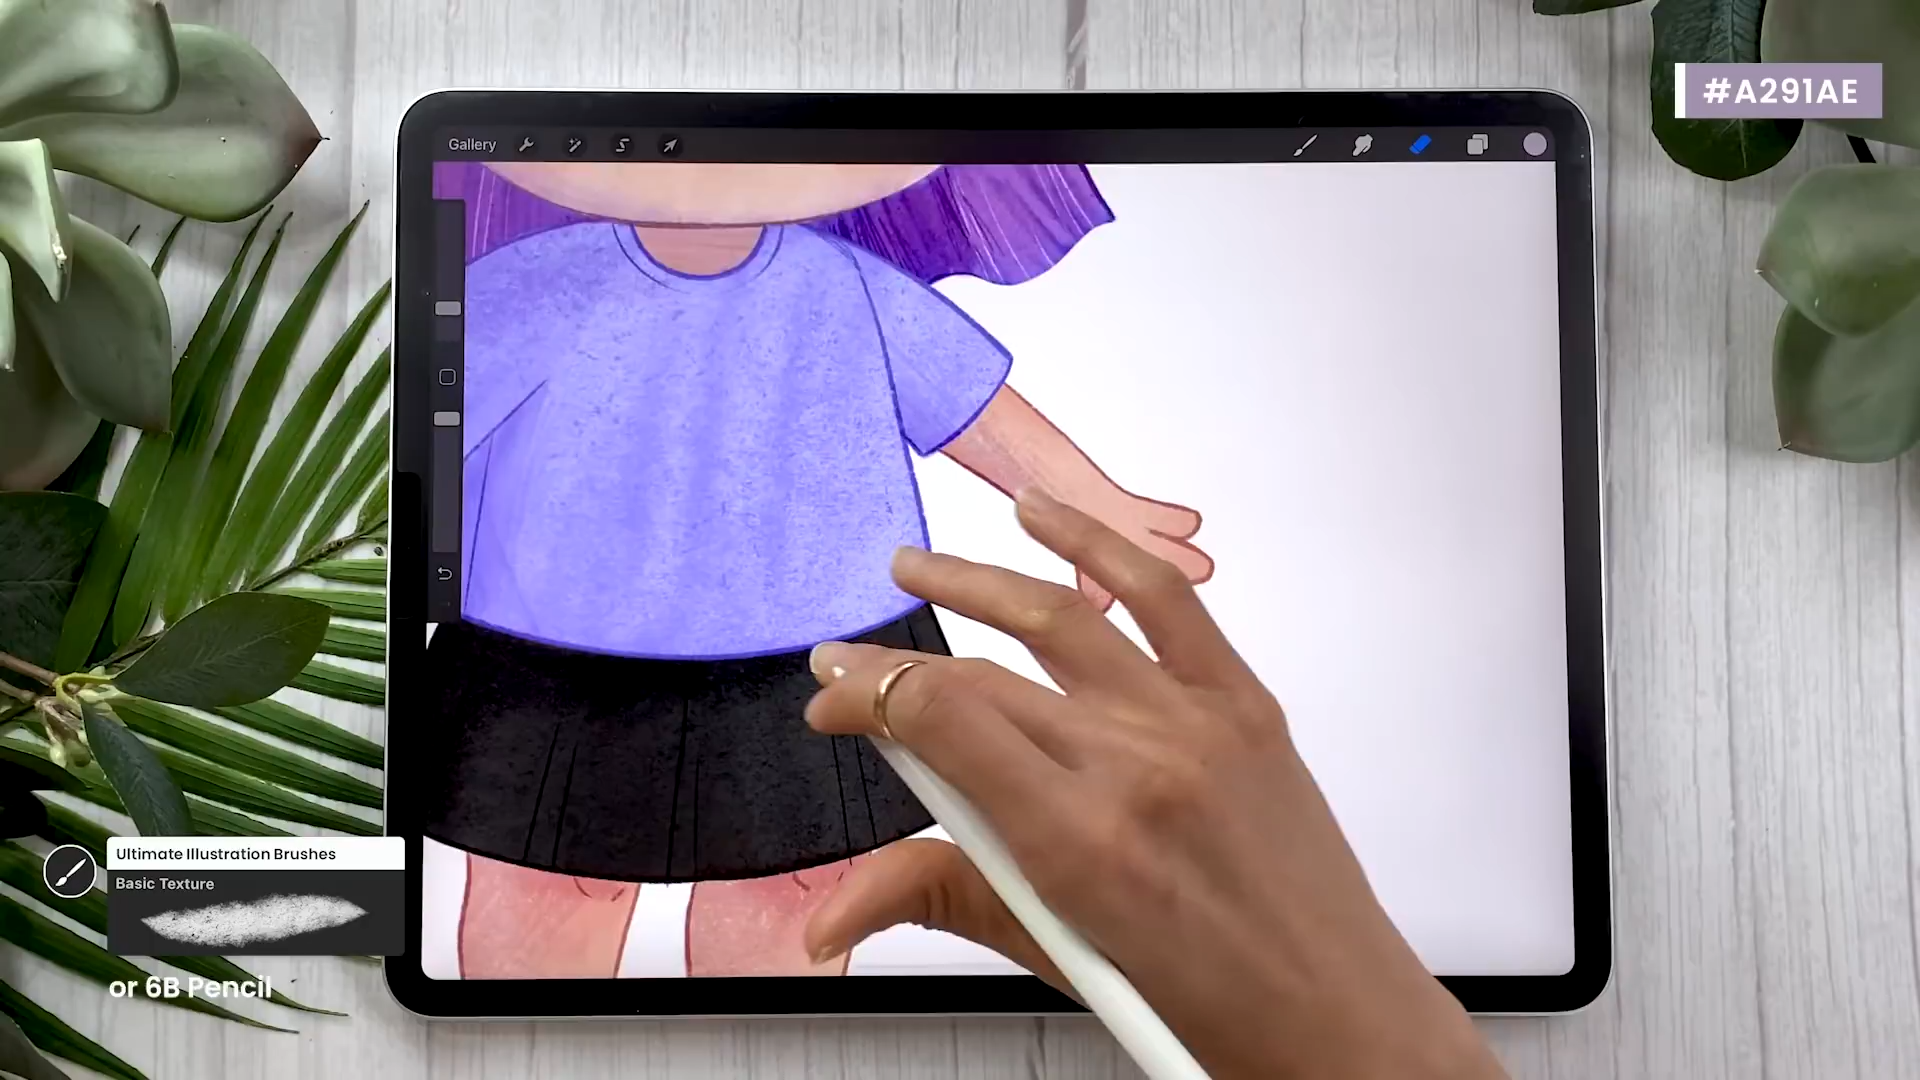 #A291AE
Gallery
Ultimate Illustration Brushes
Basic Texture
or 6B Pencil